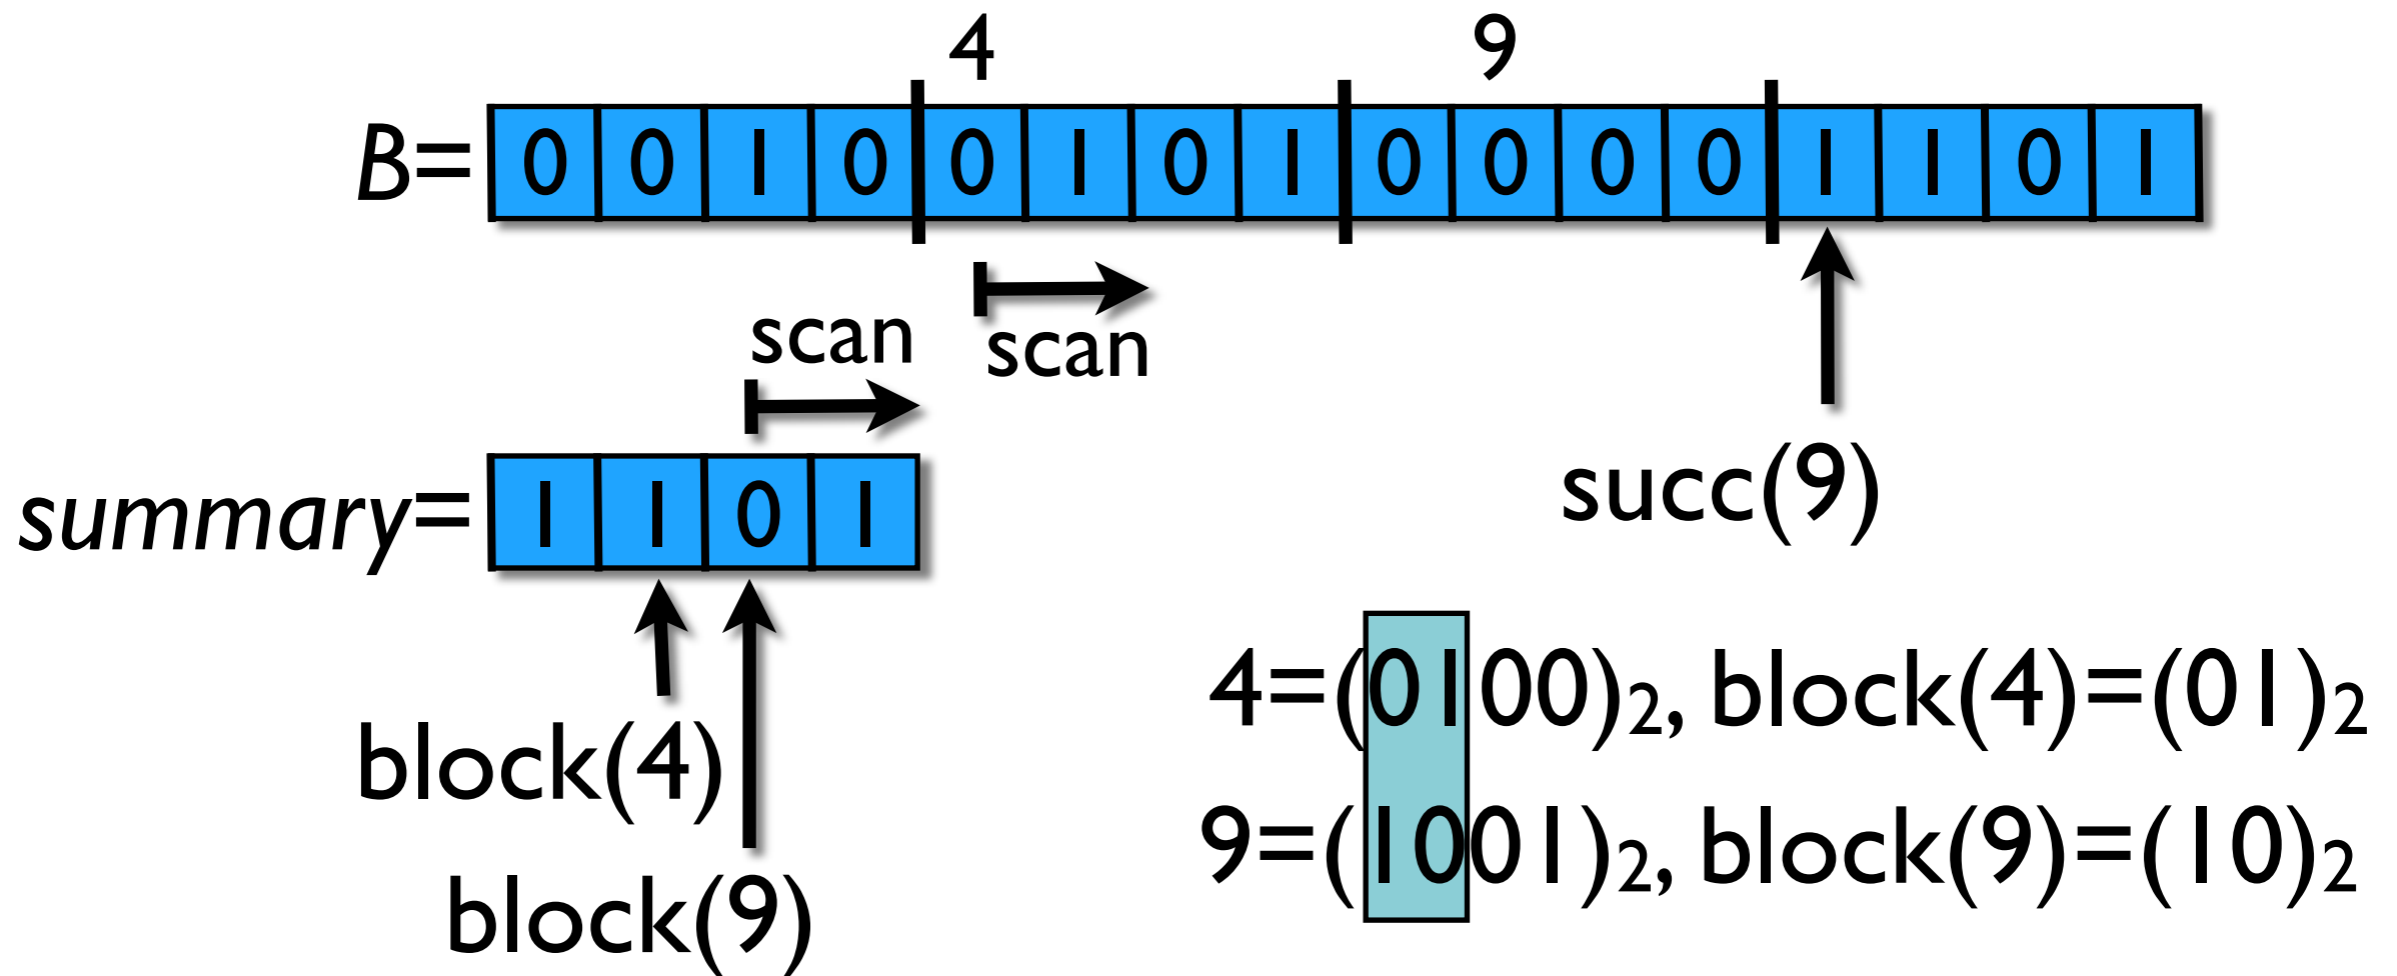 4 9
B= 0 0 1 0 0 1 0 1 0 0 0 0 1 1 0 1
scan
scan
summary= 1 1 0 1
succ(9)
block(4)
block(9)
4=(0100)₂, block(4)=(01)₂
9=(1001)₂, block(9)=(10)₂